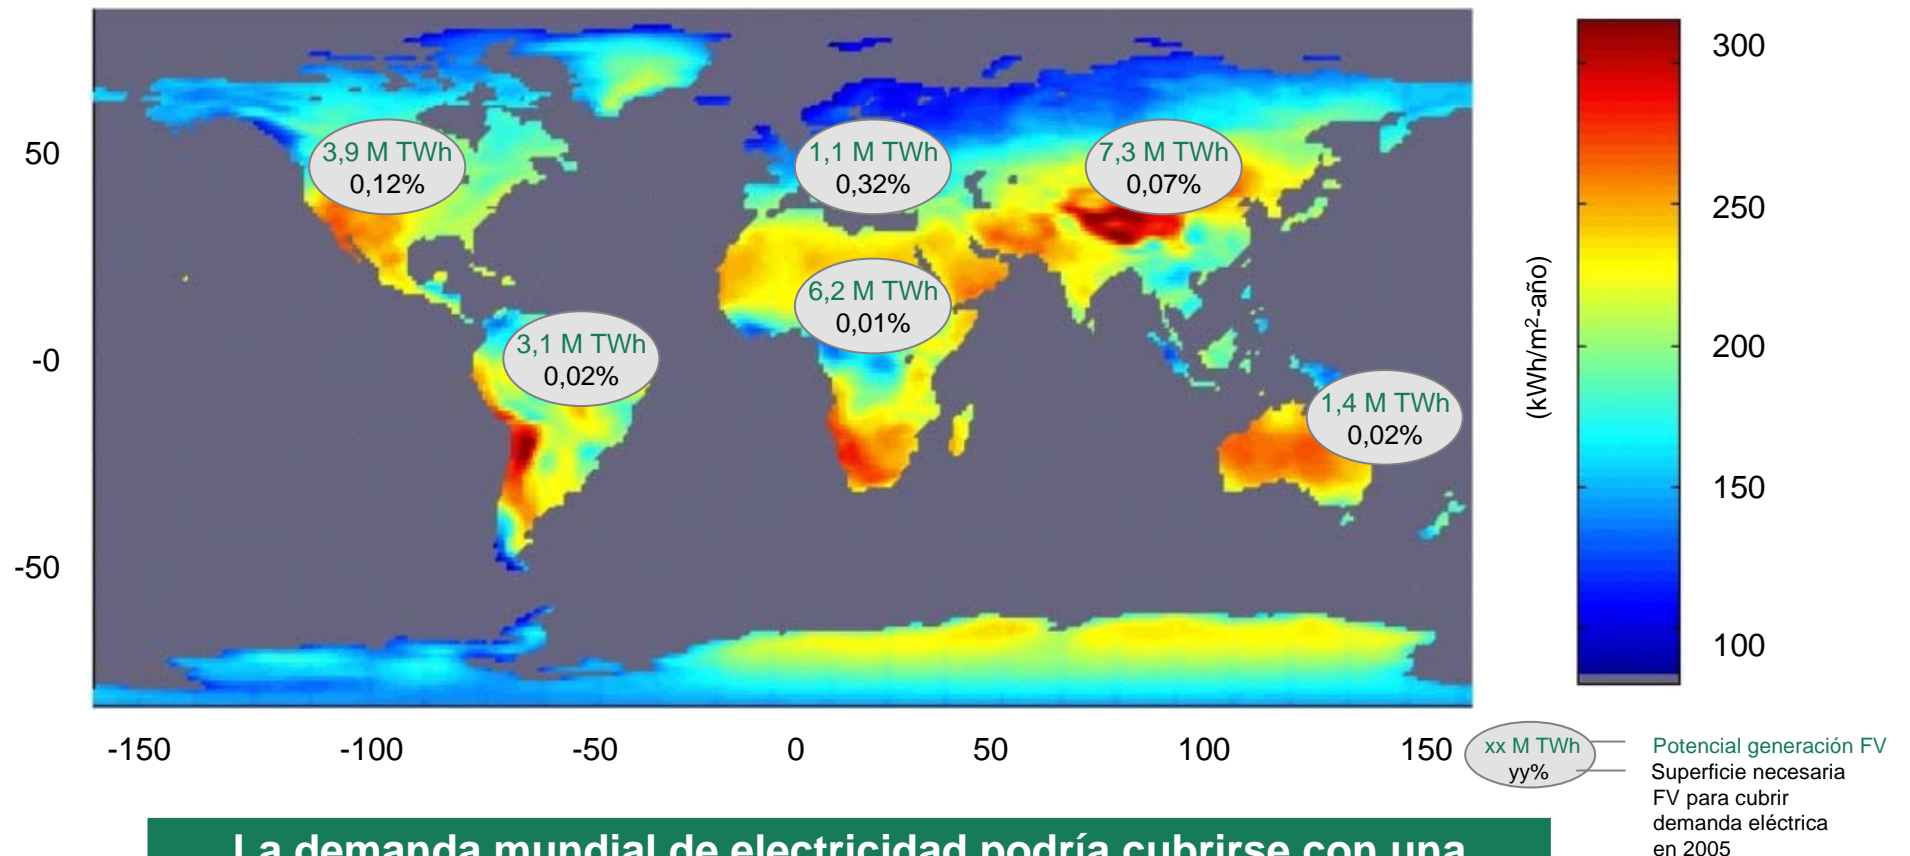 300
250
200
150
100
(kWh/m²-año)
50
-0
-50
3,9 M TWh
0,12%
1,1 M TWh
0,32%
7,3 M TWh
0,07%
6,2 M TWh
0,01%
3,1 M TWh
0,02%
1,4 M TWh
0,02%
-150
-100
-50
0
50
100
150
xx M TWh
yy%
Potencial generación FV
Superficie necesaria
FV para cubrir
demanda eléctrica
en 2005
La demanda mundial de electricidad podría cubrirse con una